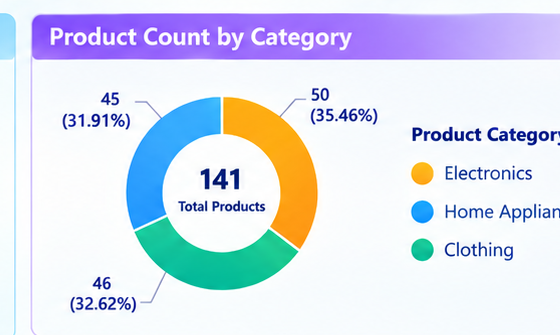 Product Count by Category
45
(31.91%)
50
(35.46%)
141
Total Products
46
(32.62%)
Product Category
Electronics
Home Applian
Clothing